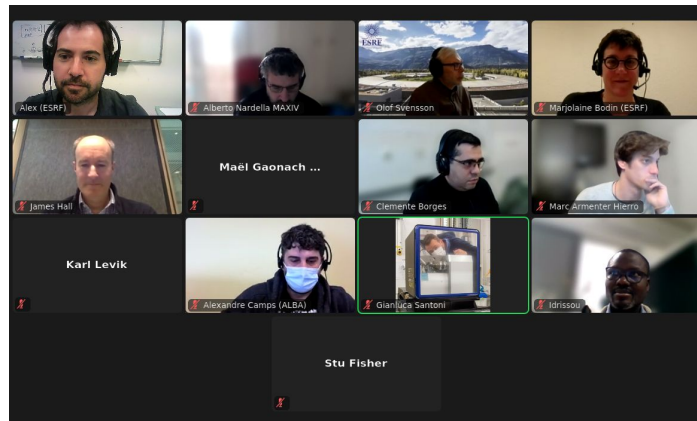 Alex (ESRF)
Alberto Nardella MAXIV
ESRF
Olof Svensson
Marjolaine Bodin (ESRF)
James Hall
Maël Gaonach ...
Clemente Borges
Marc Armenter Hierro
Karl Levik
Alexandre Camps (ALBA)
Gianluca Santoni
Idrissou
Stu Fisher